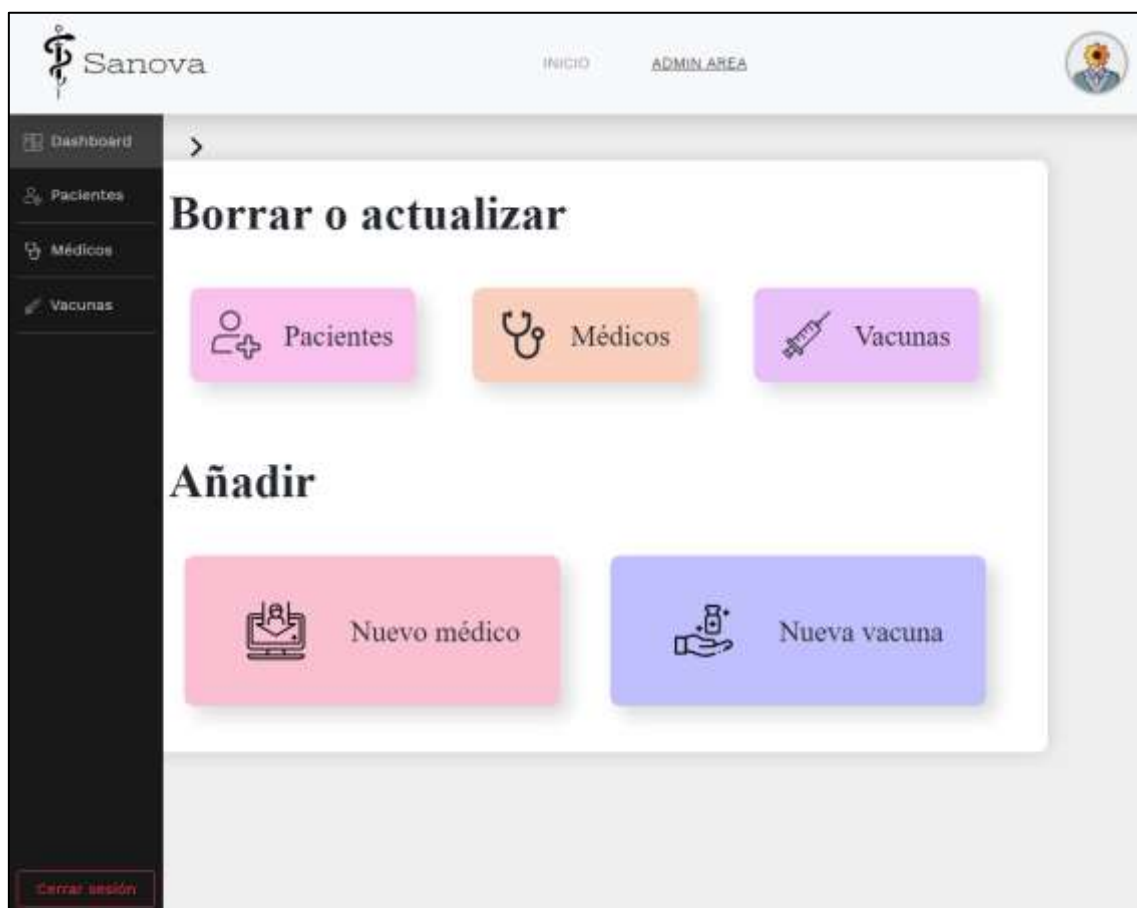 Sanova
INICIO ADMIN AREA
Dashboard
Pacientes
Médicos
Vacunas
Cerrar sesión
Borrar o actualizar
Pacientes Médicos Vacunas
Añadir
Nuevo médico Nueva vacuna